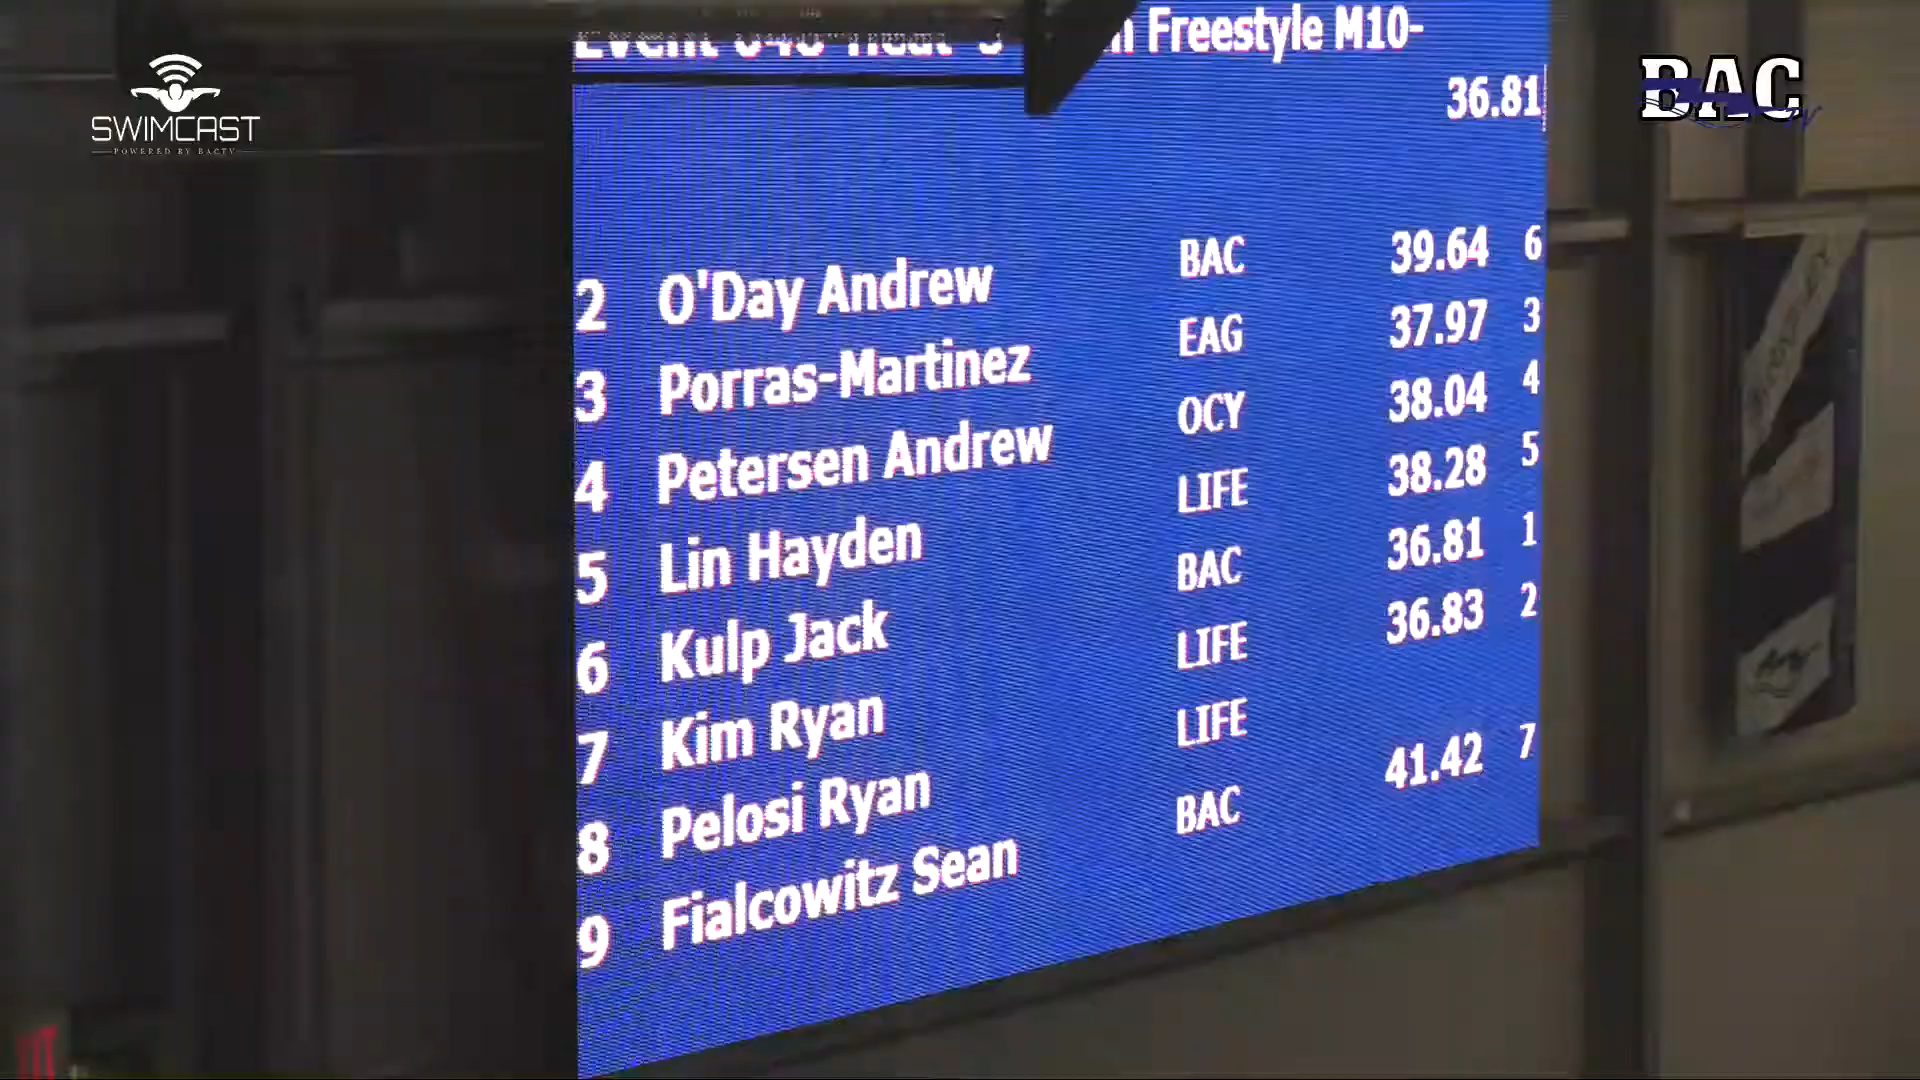 SWIMCAST
POWERED BY BACTV
BAC
Freestyle M10-
36.81
2 O'Day Andrew BAC 39.64 6
3 Porras-Martinez EAG 37.97 3
4 Petersen Andrew OCY 38.04 4
5 Lin Hayden LIFE 38.28 5
6 Kulp Jack BAC 36.81 1
7 Kim Ryan LIFE 36.83 2
8 Pelosi Ryan LIFE
9 Fialcowitz Sean BAC 41.42 7